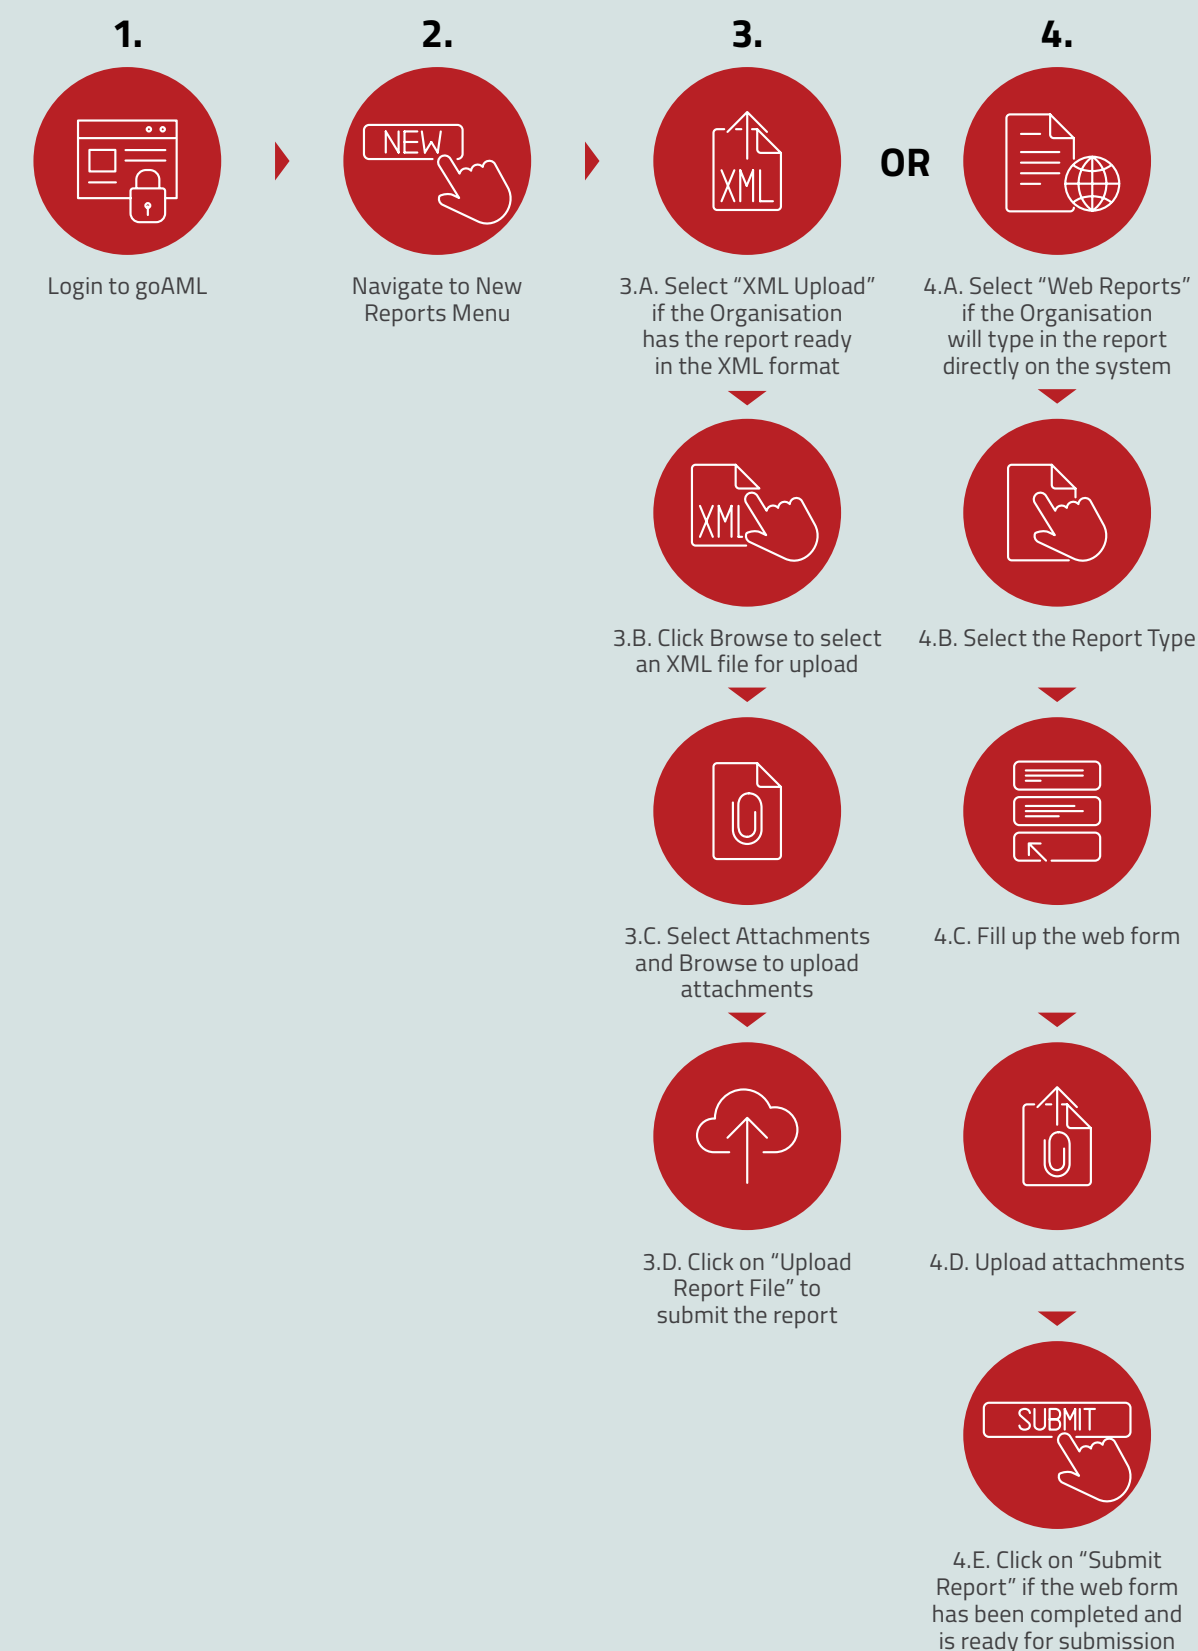 1.
2.
3.
4.
NEW
XML
OR
Login to goAML
Navigate to New
Reports Menu
3.A. Select “XML Upload”
if the Organisation
has the report ready
in the XML format
4.A. Select “Web Reports”
if the Organisation
will type in the report
directly on the system
XML
3.B. Click Browse to select
an XML file for upload
4.B. Select the Report Type
3.C. Select Attachments
and Browse to upload
attachments
4.C. Fill up the web form
3.D. Click on “Upload
Report File” to
submit the report
4.D. Upload attachments
SUBMIT
4.E. Click on “Submit
Report” if the web form
has been completed and
is ready for submission